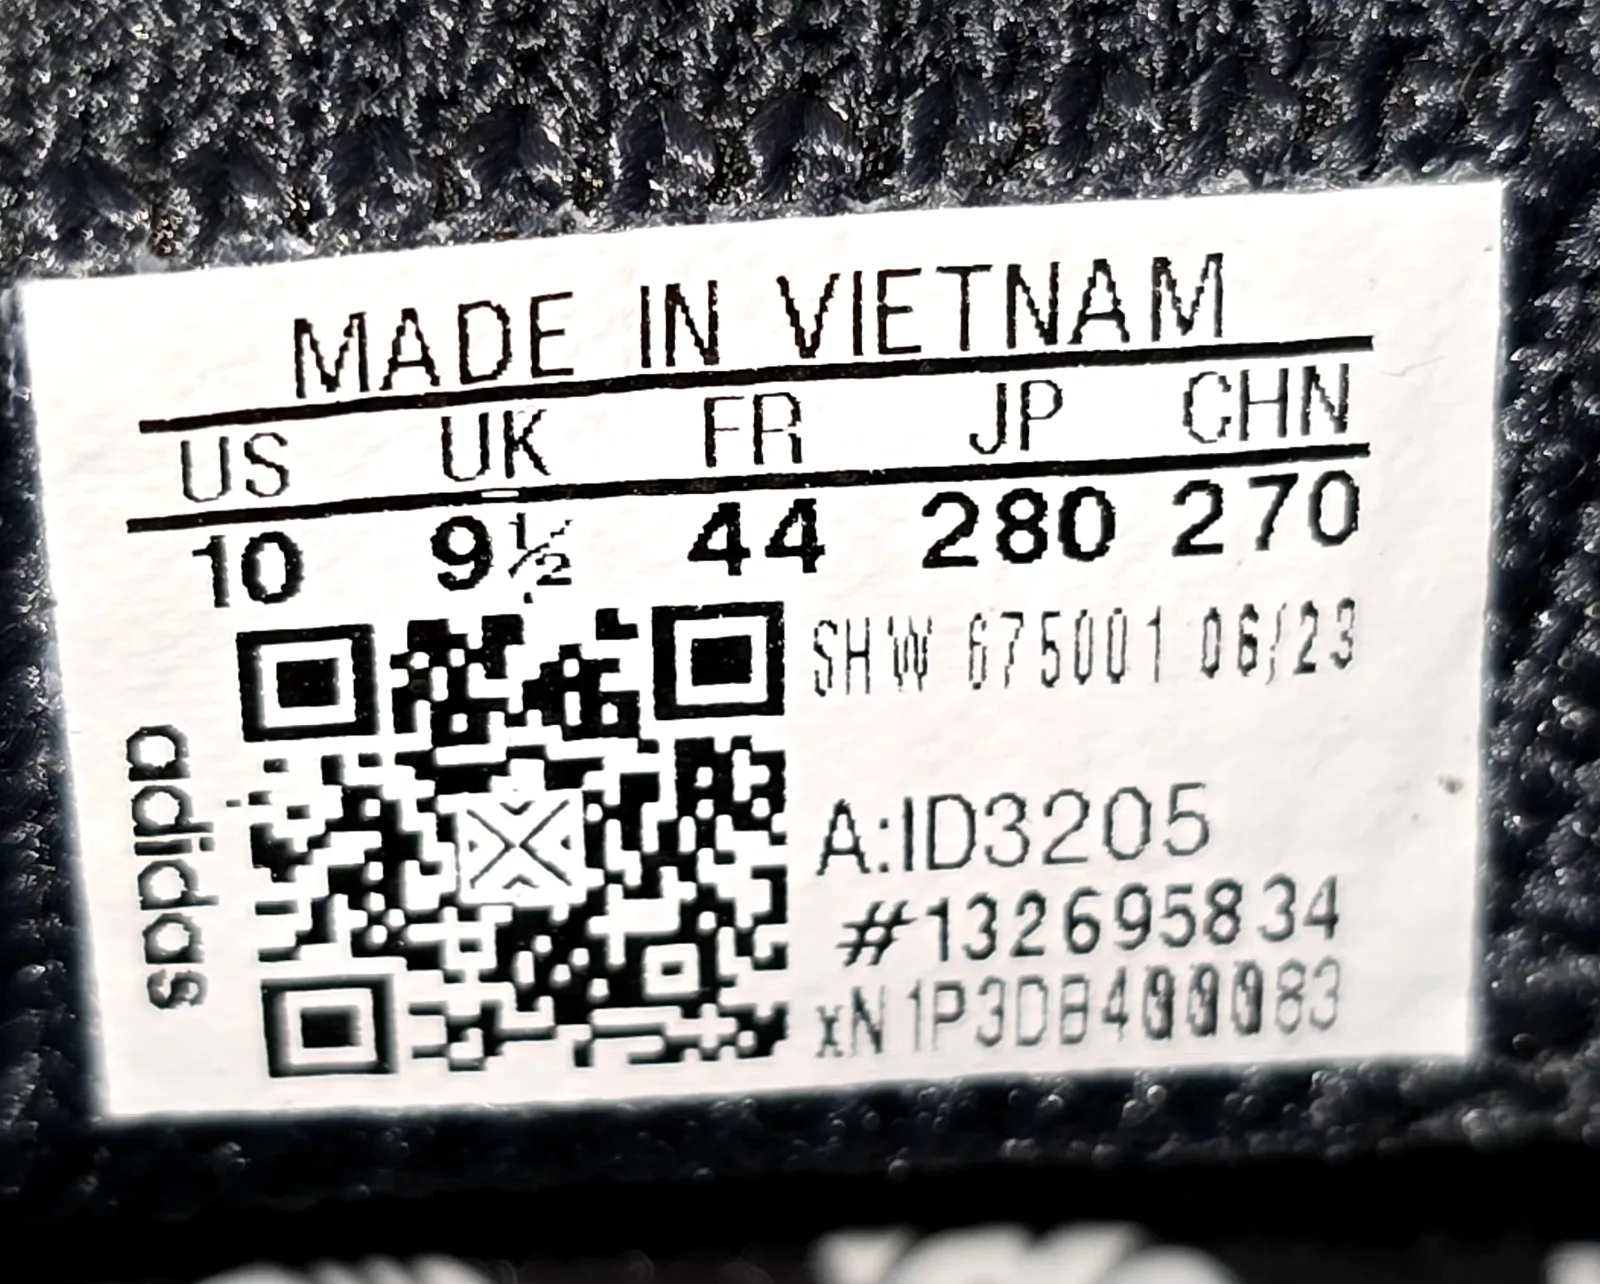 MADE IN VIETNAM
US UK FR JP CHN
10 9½ 44 280 270
SHW 675001 06/23
adidas
A:ID3205
#132695834
xN1P3DB400083